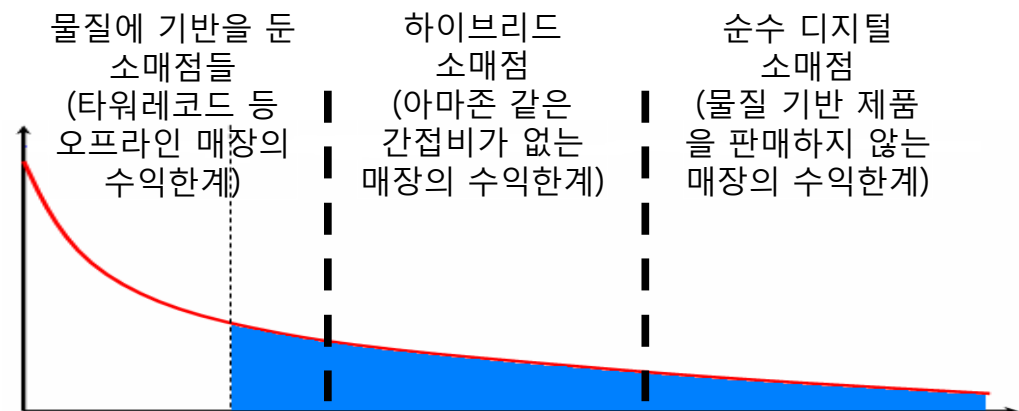 물질에 기반을 둔
소매점들
(타워레코드 등
오프라인 매장의
수익한계)
하이브리드
소매점
(아마존 같은
간접비가 없는
매장의 수익한계)
순수 디지털
소매점
(물질 기반 제품
을 판매하지 않는
매장의 수익한계)